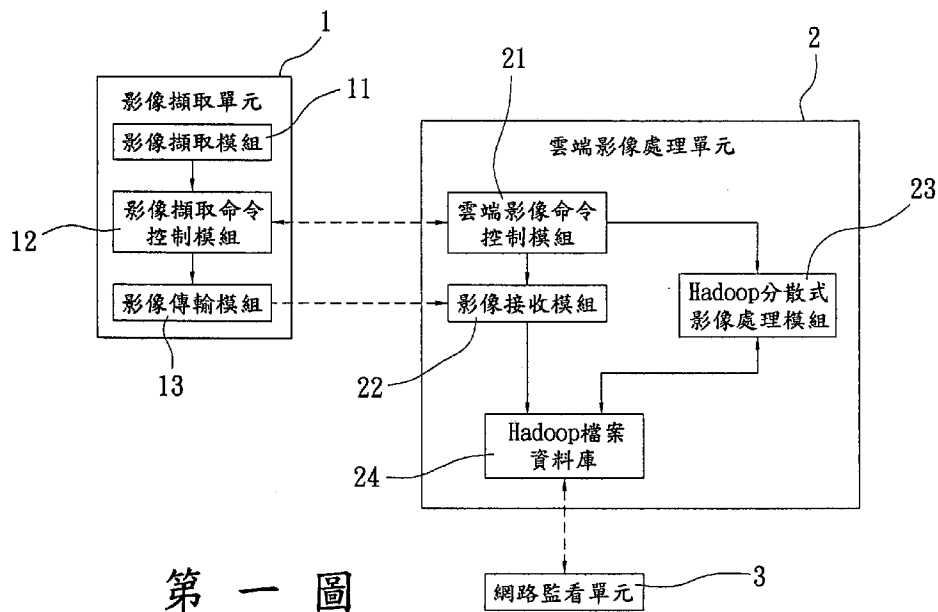 1
影像擷取單元
11
影像擷取模組
12
影像擷取命令
控制模組
影像傳輸模組
13
2
雲端影像處理單元
21
雲端影像命令
控制模組
影像接收模組
22
23
Hadoop分散式
影像處理模組
Hadoop檔案
資料庫
24
網路監看單元
3
第一圖